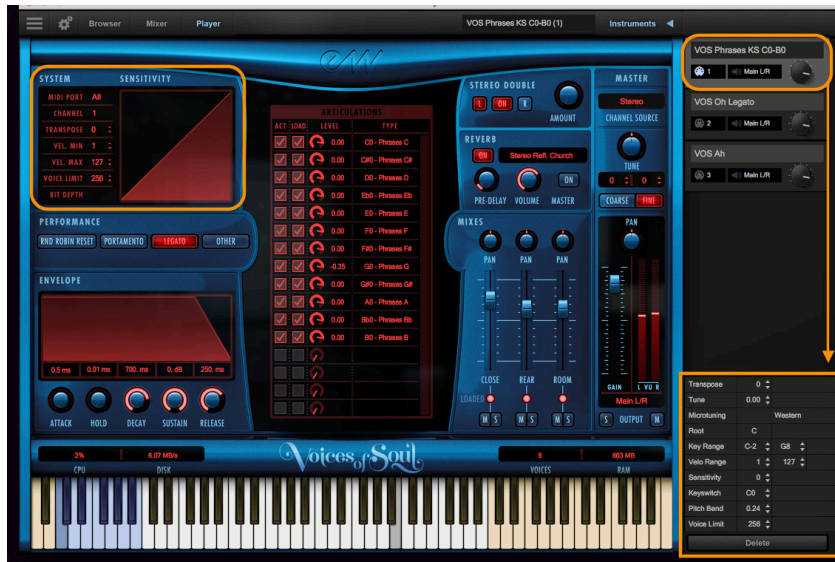 Browser Mixer Player VOS Phrases KS C0-B0 (1) Instruments
SYSTEM SENSITIVITY
MIDI PORT All
CHANNEL 1
TRANSPOSE 0
VEL. MIN 1
VEL. MAX 127
VOICE LIMIT 256
BIT DEPTH
PERFORMANCE
RND ROBIN RESET PORTAMENTO LEGATO OTHER
ENVELOPE
0.5 ms 0.01 ms 700. ms 0. dB 250. ms
ATTACK HOLD DECAY SUSTAIN RELEASE
ARTICULATIONS
ACT LOAD LEVEL TYPE
0.00 C0 - Phrases C
0.00 C#0 - Phrases C#
0.00 D0 - Phrases D
0.00 Eb0 - Phrases Eb
0.00 E0 - Phrases E
0.00 F0 - Phrases F
0.00 F#0 - Phrases F#
-0.35 G0 - Phrases G
0.00 G#0 - Phrases G#
0.00 A0 - Phrases A
0.00 Bb0 - Phrases Bb
0.00 B0 - Phrases B
STEREO DOUBLE
L ON R
AMOUNT
REVERB
ON Stereo Refl. Church
ON
PRE-DELAY VOLUME MASTER
MIXES
PAN PAN PAN
CLOSE REAR ROOM
LOADED
M S M S M S
MASTER
Stereo
CHANNEL SOURCE
TUNE
0 0
COARSE FINE
PAN
GAIN L VU R
Main L/R
S OUTPUT M
2% 6.07 MB/s
CPU DISK
Voices of Soul
6 863 MB
VOICES RAM
VOS Phrases KS C0-B0
1 Main L/R
VOS Oh Legato
2 Main L/R
VOS Ah
3 Main L/R
Transpose 0
Tune 0.00
Microtuning Western
Root C
Key Range C-2 G8
Velo Range 1 127
Sensitivity 0
Keyswitch C0
Pitch Bend 0.24
Voice Limit 256
Delete